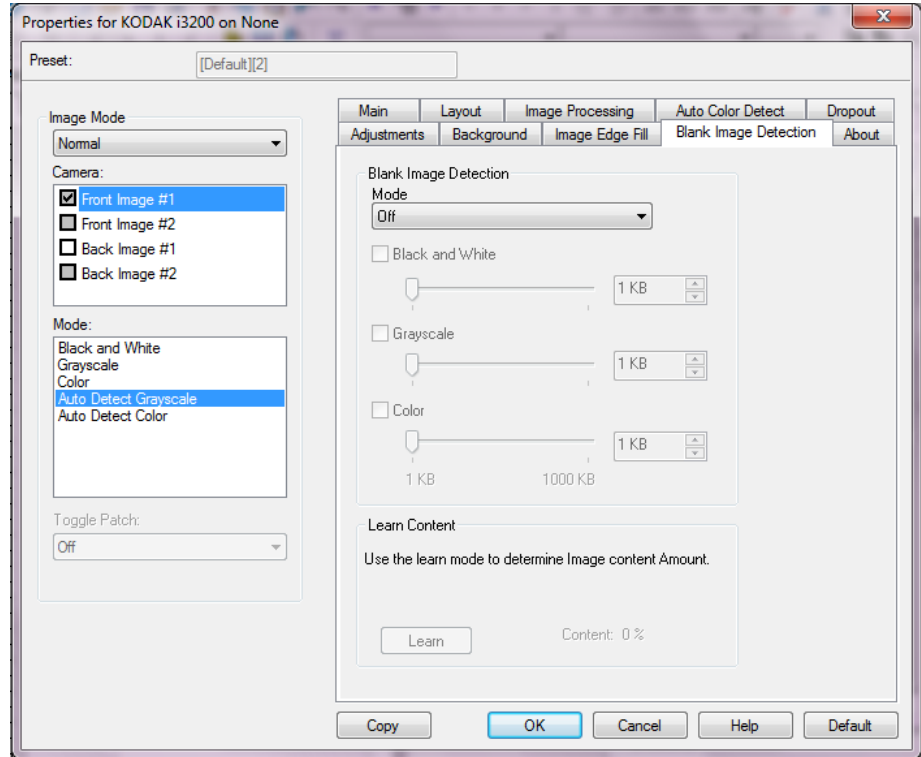 Properties for KODAK i3200 on None
Preset:
[Default][2]
Image Mode
Normal
Camera:
Front Image #1
Front Image #2
Back Image #1
Back Image #2
Mode:
Black and White
Grayscale
Color
Auto Detect Grayscale
Auto Detect Color
Toggle Patch:
Off
Main Layout Image Processing Auto Color Detect Dropout
Adjustments Background Image Edge Fill Blank Image Detection About
Blank Image Detection
Mode
Off
Black and White
1 KB
Grayscale
1 KB
Color
1 KB
1 KB 1000 KB
Learn Content
Use the learn mode to determine Image content Amount.
Learn Content: 0 %
Copy OK Cancel Help Default